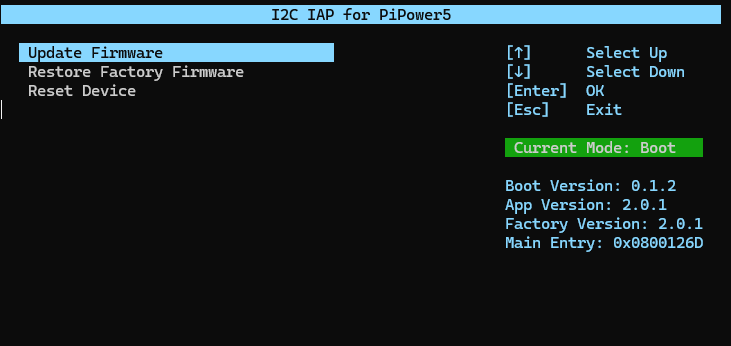 I2C IAP for PiPower5
Update Firmware
Restore Factory Firmware
Reset Device
[↑] Select Up
[↓] Select Down
[Enter] OK
[Esc] Exit
Current Mode: Boot
Boot Version: 0.1.2
App Version: 2.0.1
Factory Version: 2.0.1
Main Entry: 0x0800126D